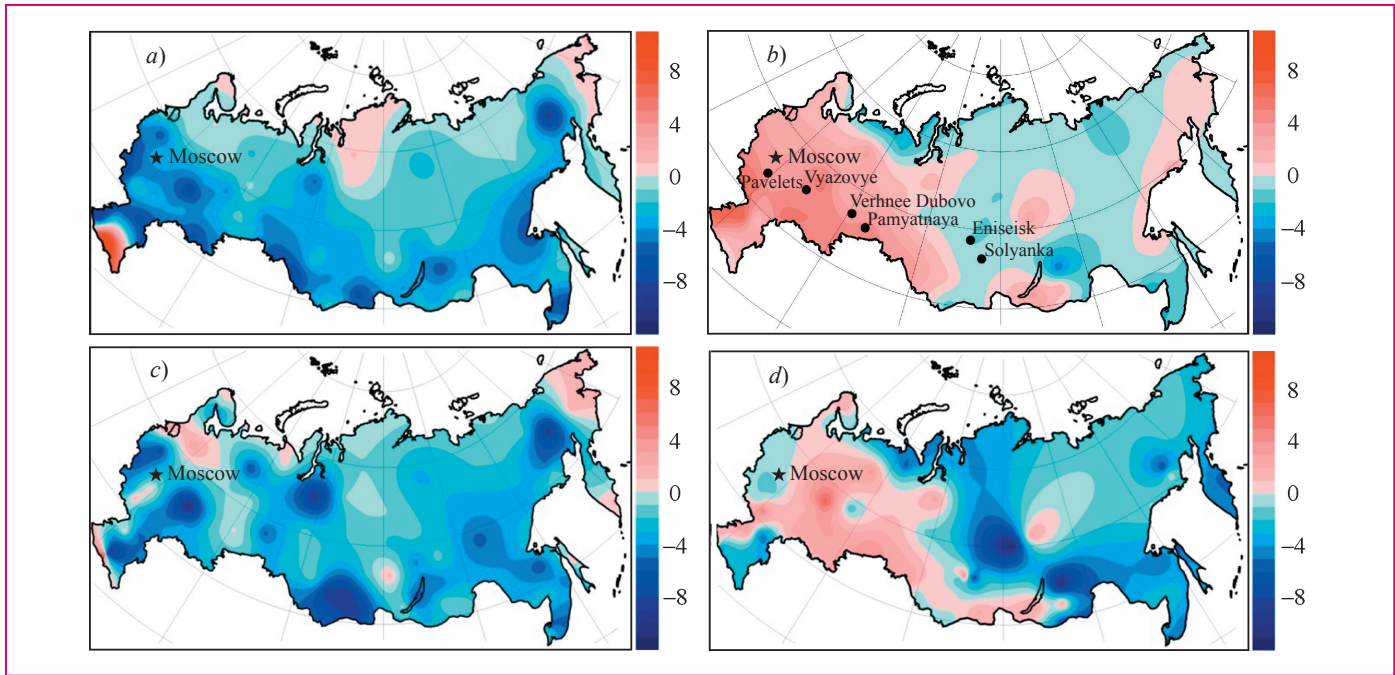 a)
Moscow
8
4
0
−4
−8
b)
Moscow
Pavelets
Vyazovye
Verhnee Dubovo
Pamyatnaya
Eniseisk
Solyanka
8
4
0
−4
−8
c)
Moscow
8
4
0
−4
−8
d)
Moscow
8
4
0
−4
−8